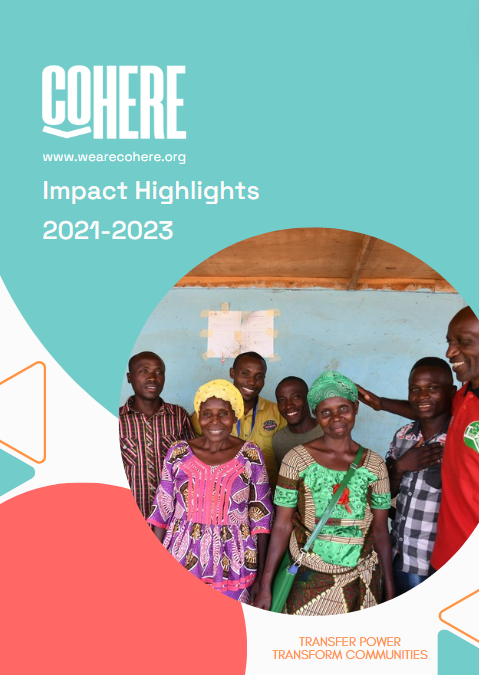 COHERE
www.wearecohere.org
Impact Highlights
2021-2023
TRANSFER POWER
TRANSFORM COMMUNITIES